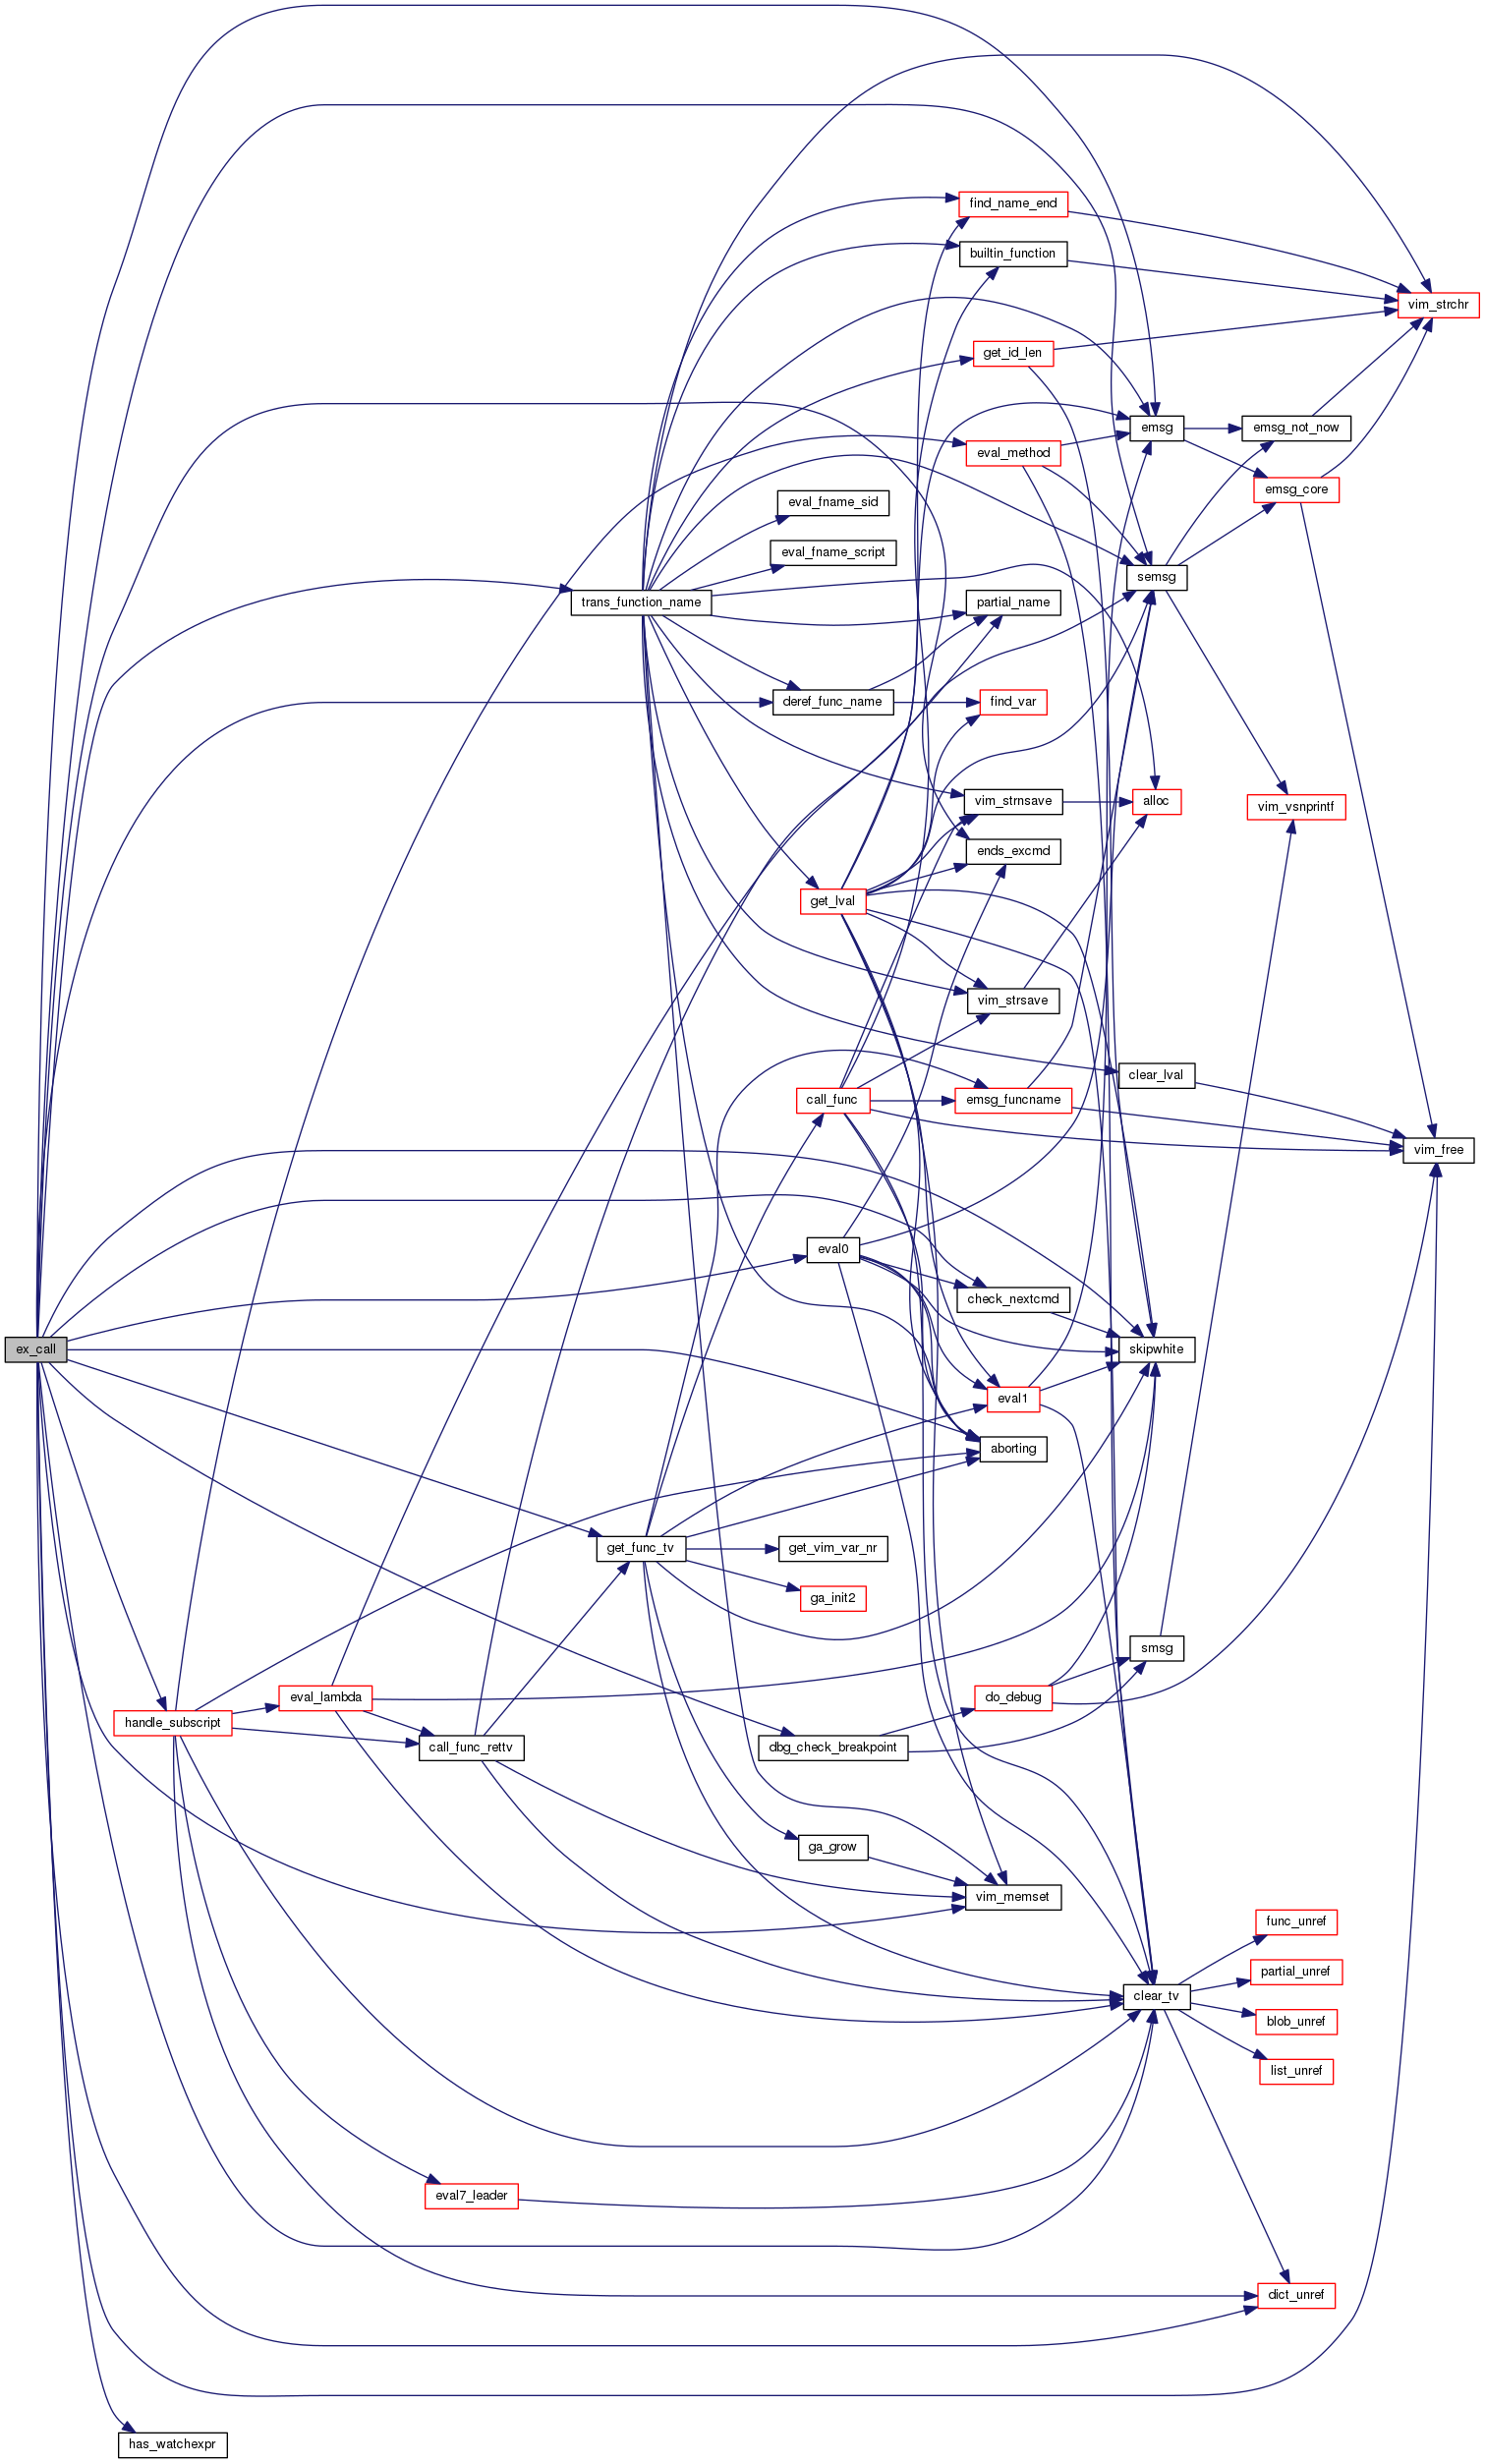 find_name_end
builtin_function
vim_strchr
get_id_len
emsg
emsg_not_now
eval_method
emsg_core
eval_fname_sid
eval_fname_script
semsg
trans_function_name
partial_name
deref_func_name
find_var
vim_strnsave
alloc
vim_vsnprintf
ends_excmd
get_lval
vim_strsave
clear_lval
call_func
emsg_funcname
vim_free
eval0
check_nextcmd
ex_call
skipwhite
eval1
aborting
get_func_tv
get_vim_var_nr
ga_init2
smsg
eval_lambda
do_debug
handle_subscript
call_func_rettv
dbg_check_breakpoint
ga_grow
vim_memset
func_unref
partial_unref
clear_tv
blob_unref
list_unref
eval7_leader
dict_unref
has_watchexpr